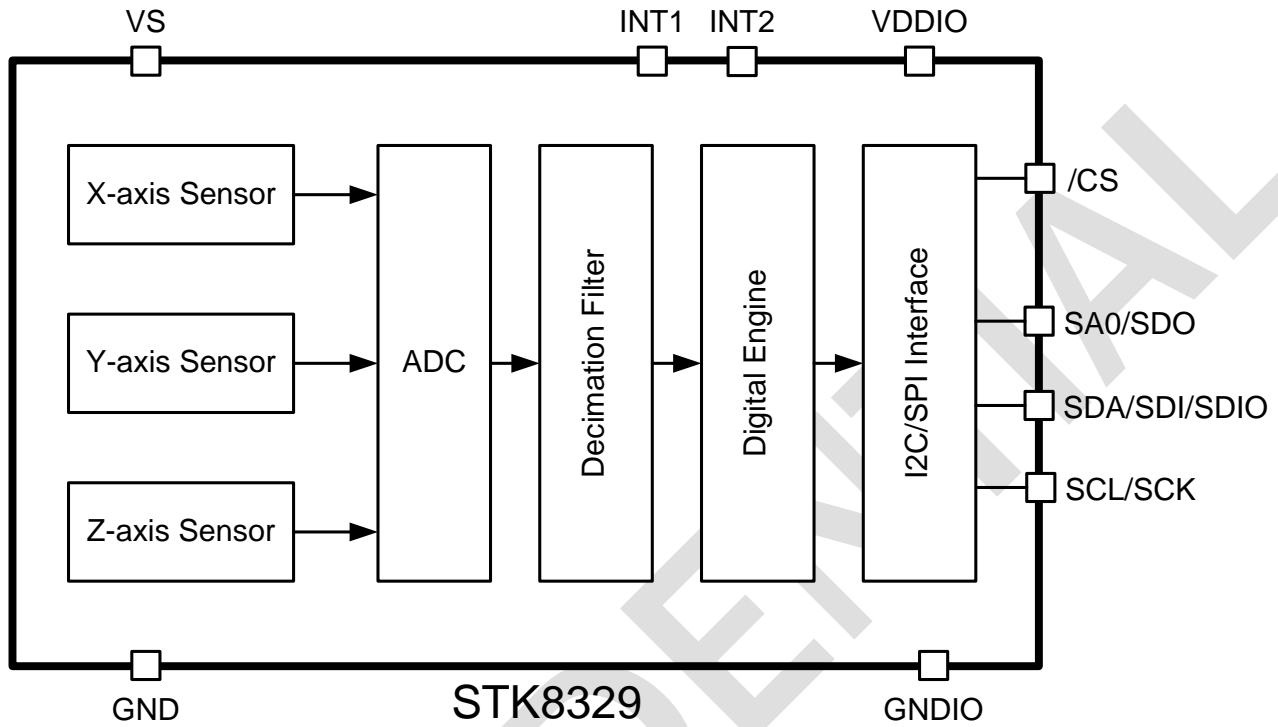 VS
INT1
INT2
VDDIO
X-axis Sensor
Y-axis Sensor
Z-axis Sensor
ADC
Decimation Filter
Digital Engine
I2C/SPI Interface
/CS
SA0/SDO
SDA/SDI/SDIO
SCL/SCK
GND
STK8329
GNDIO
DENTIAL